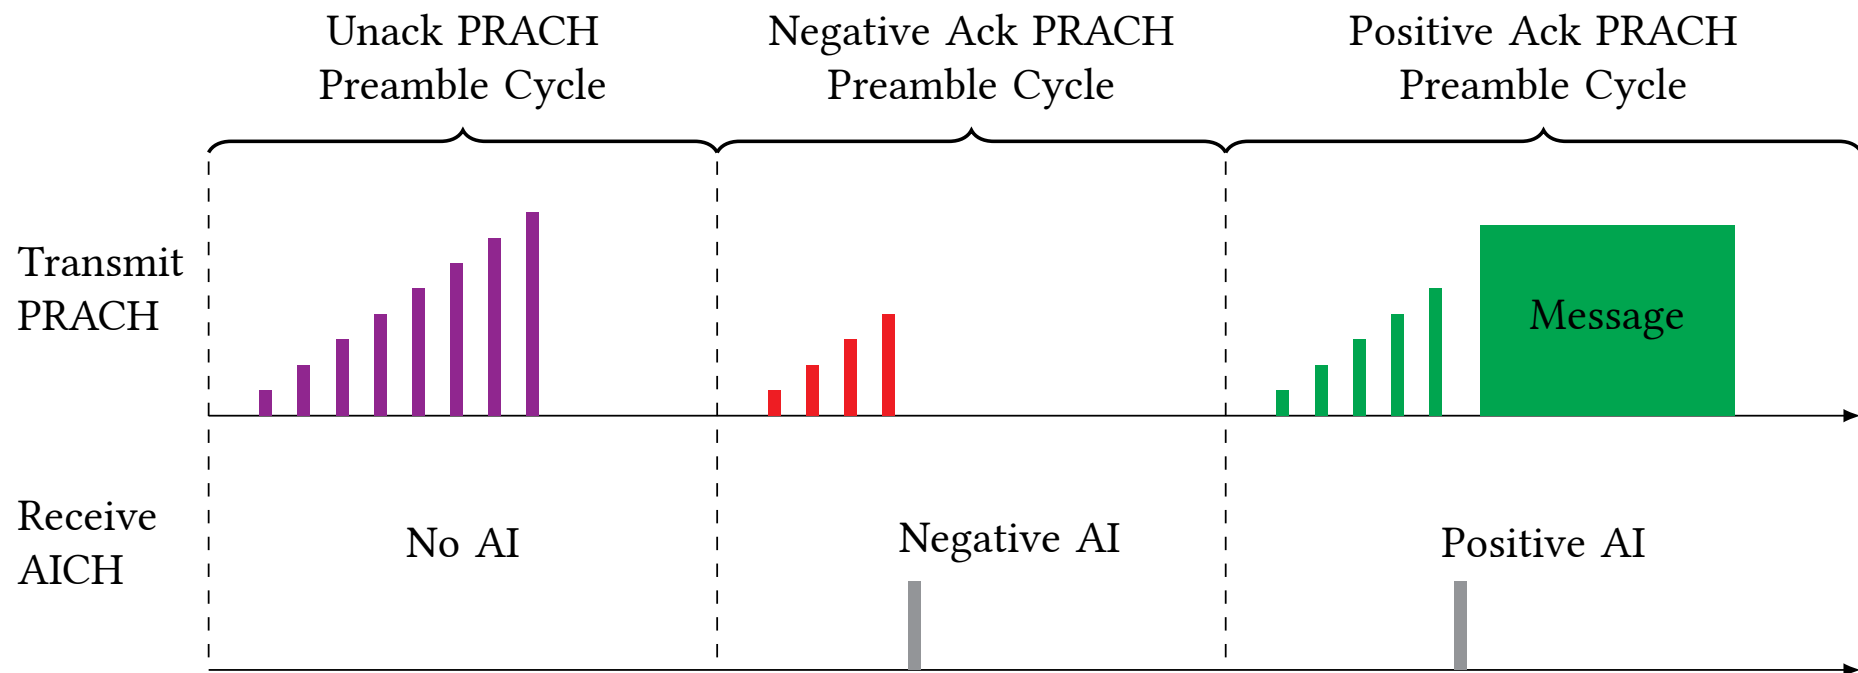 Unack PRACH
Preamble Cycle
Negative Ack PRACH
Preamble Cycle
Positive Ack PRACH
Preamble Cycle
Transmit
PRACH
Message
Receive
AICH
No AI
Negative AI
Positive AI